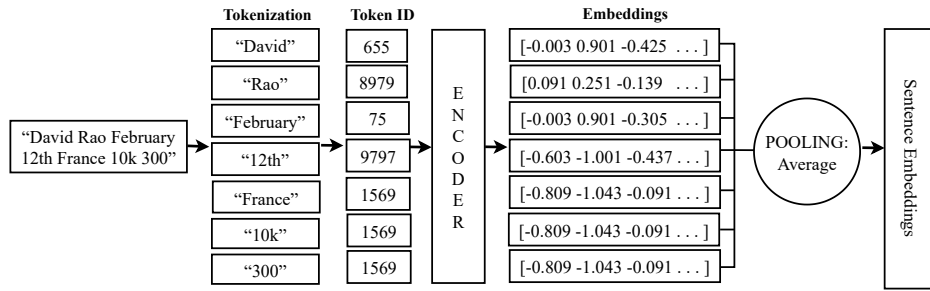 Tokenization
Token ID
Embeddings
“David”
655
[-0.003 0.901 -0.425 . . . ]
“Rao”
8979
[0.091 0.251 -0.139 . . . ]
“February”
75
[-0.003 0.901 -0.305 . . . ]
“David Rao February
12th France 10k 300”
“12th”
9797
[-0.603 -1.001 -0.437 . . . ]
“France”
1569
[-0.809 -1.043 -0.091 . . . ]
“10k”
1569
[-0.809 -1.043 -0.091 . . . ]
“300”
1569
[-0.809 -1.043 -0.091 . . . ]
ENCODER
POOLING:
Average
Sentence Embeddings